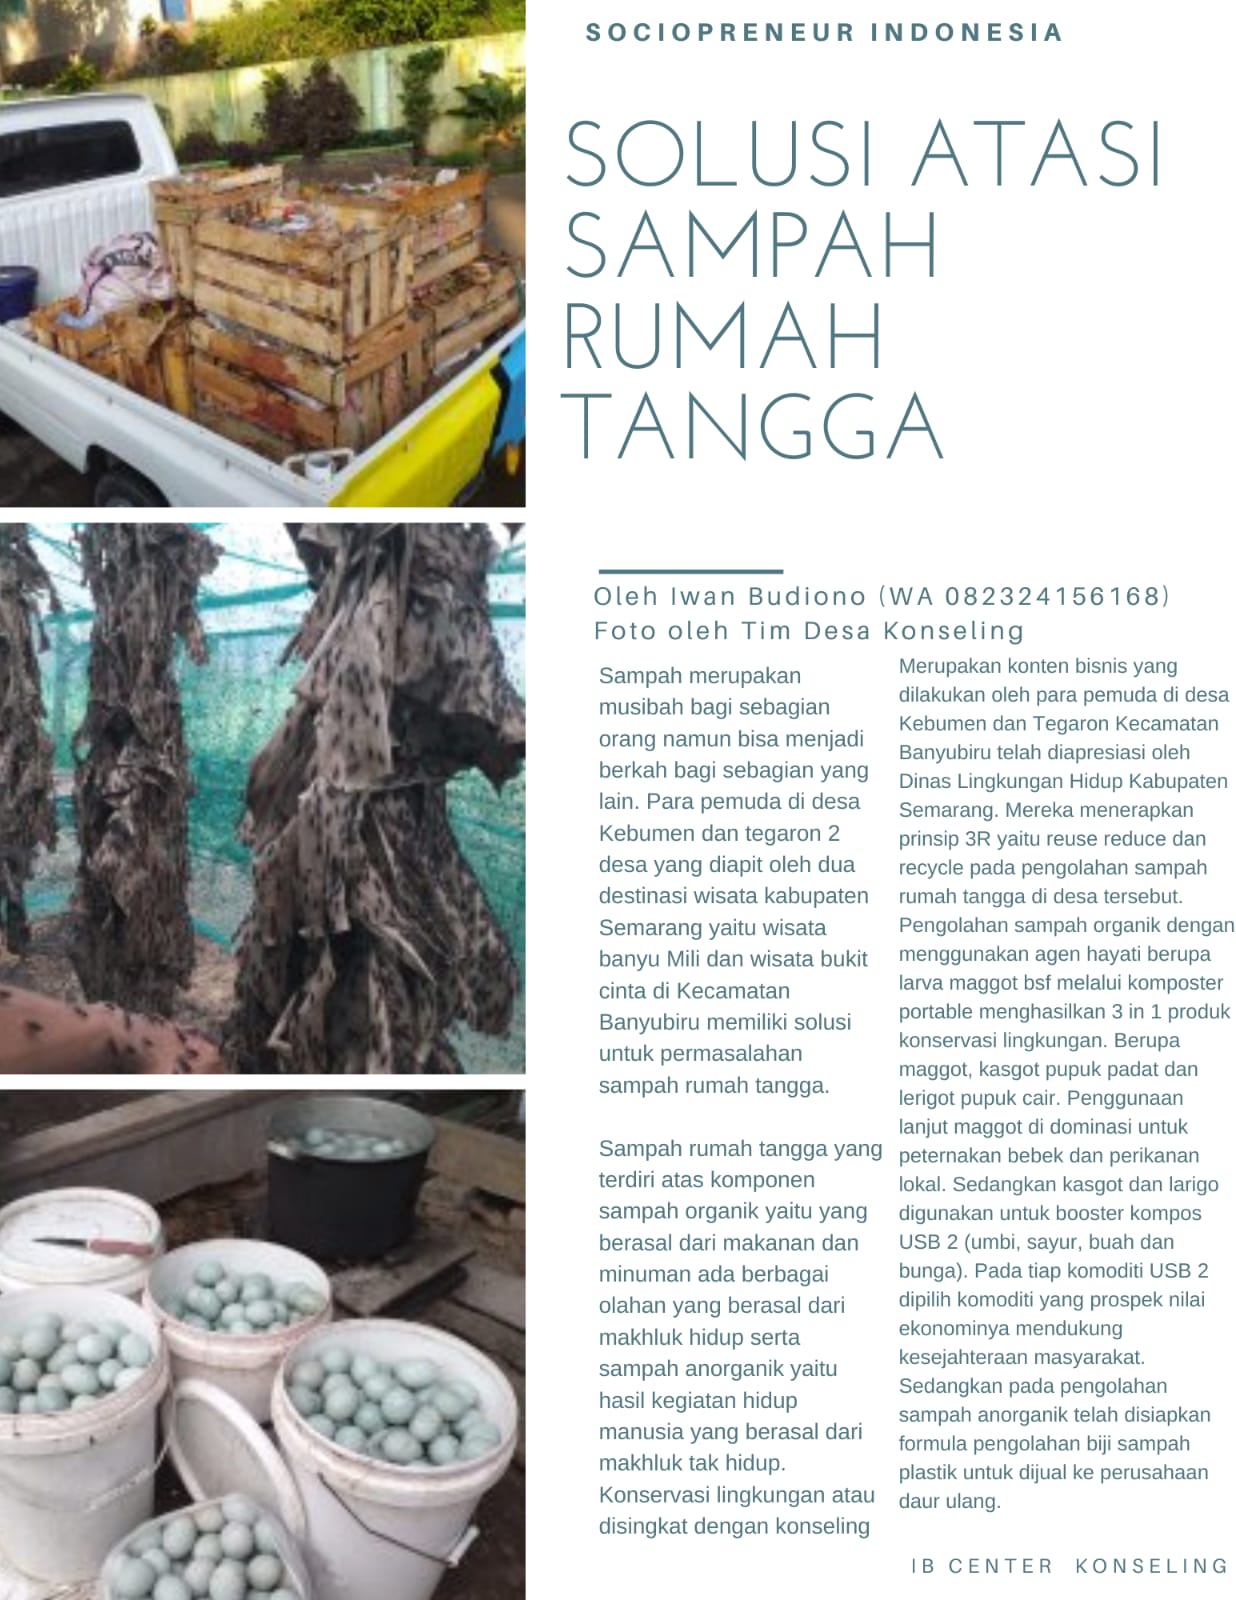 SOCIOPRENEUR INDONESIA
SOLUSI ATASI
SAMPAH
RUMAH
TANGGA
Oleh Iwan Budiono (WA 082324156168)
Foto oleh Tim Desa Konseling
Sampah merupakan
musibah bagi sebagian
orang namun bisa menjadi
berkah bagi sebagian yang
lain. Para pemuda di desa
Kebumen dan tegaron 2
desa yang diapit oleh dua
destinasi wisata kabupaten
Semarang yaitu wisata
banyu Mili dan wisata bukit
cinta di Kecamatan
Banyubiru memiliki solusi
untuk permasalahan
sampah rumah tangga.
Sampah rumah tangga yang
terdiri atas komponen
sampah organik yaitu yang
berasal dari makanan dan
minuman ada berbagai
olahan yang berasal dari
makhluk hidup serta
sampah anorganik yaitu
hasil kegiatan hidup
manusia yang berasal dari
makhluk tak hidup.
Konservasi lingkungan atau
disingkat dengan konseling
Merupakan konten bisnis yang
dilakukan oleh para pemuda di desa
Kebumen dan Tegaron Kecamatan
Banyubiru telah diapresiasi oleh
Dinas Lingkungan Hidup Kabupaten
Semarang. Mereka menerapkan
prinsip 3R yaitu reuse reduce dan
recycle pada pengolahan sampah
rumah tangga di desa tersebut.
Pengolahan sampah organik dengan
menggunakan agen hayati berupa
larva maggot bsf melalui komposter
portable menghasilkan 3 in 1 produk
konservasi lingkungan. Berupa
maggot, kasgot pupuk padat dan
lerigot pupuk cair. Penggunaan
lanjut maggot di dominasi untuk
peternakan bebek dan perikanan
lokal. Sedangkan kasgot dan larigo
digunakan untuk booster kompos
USB 2 (umbi, sayur, buah dan
bunga). Pada tiap komoditi USB 2
dipilih komoditi yang prospek nilai
ekonominya mendukung
kesejahteraan masyarakat.
Sedangkan pada pengolahan
sampah anorganik telah disiapkan
formula pengolahan biji sampah
plastik untuk dijual ke perusahaan
daur ulang.
IB CENTER KONSELING